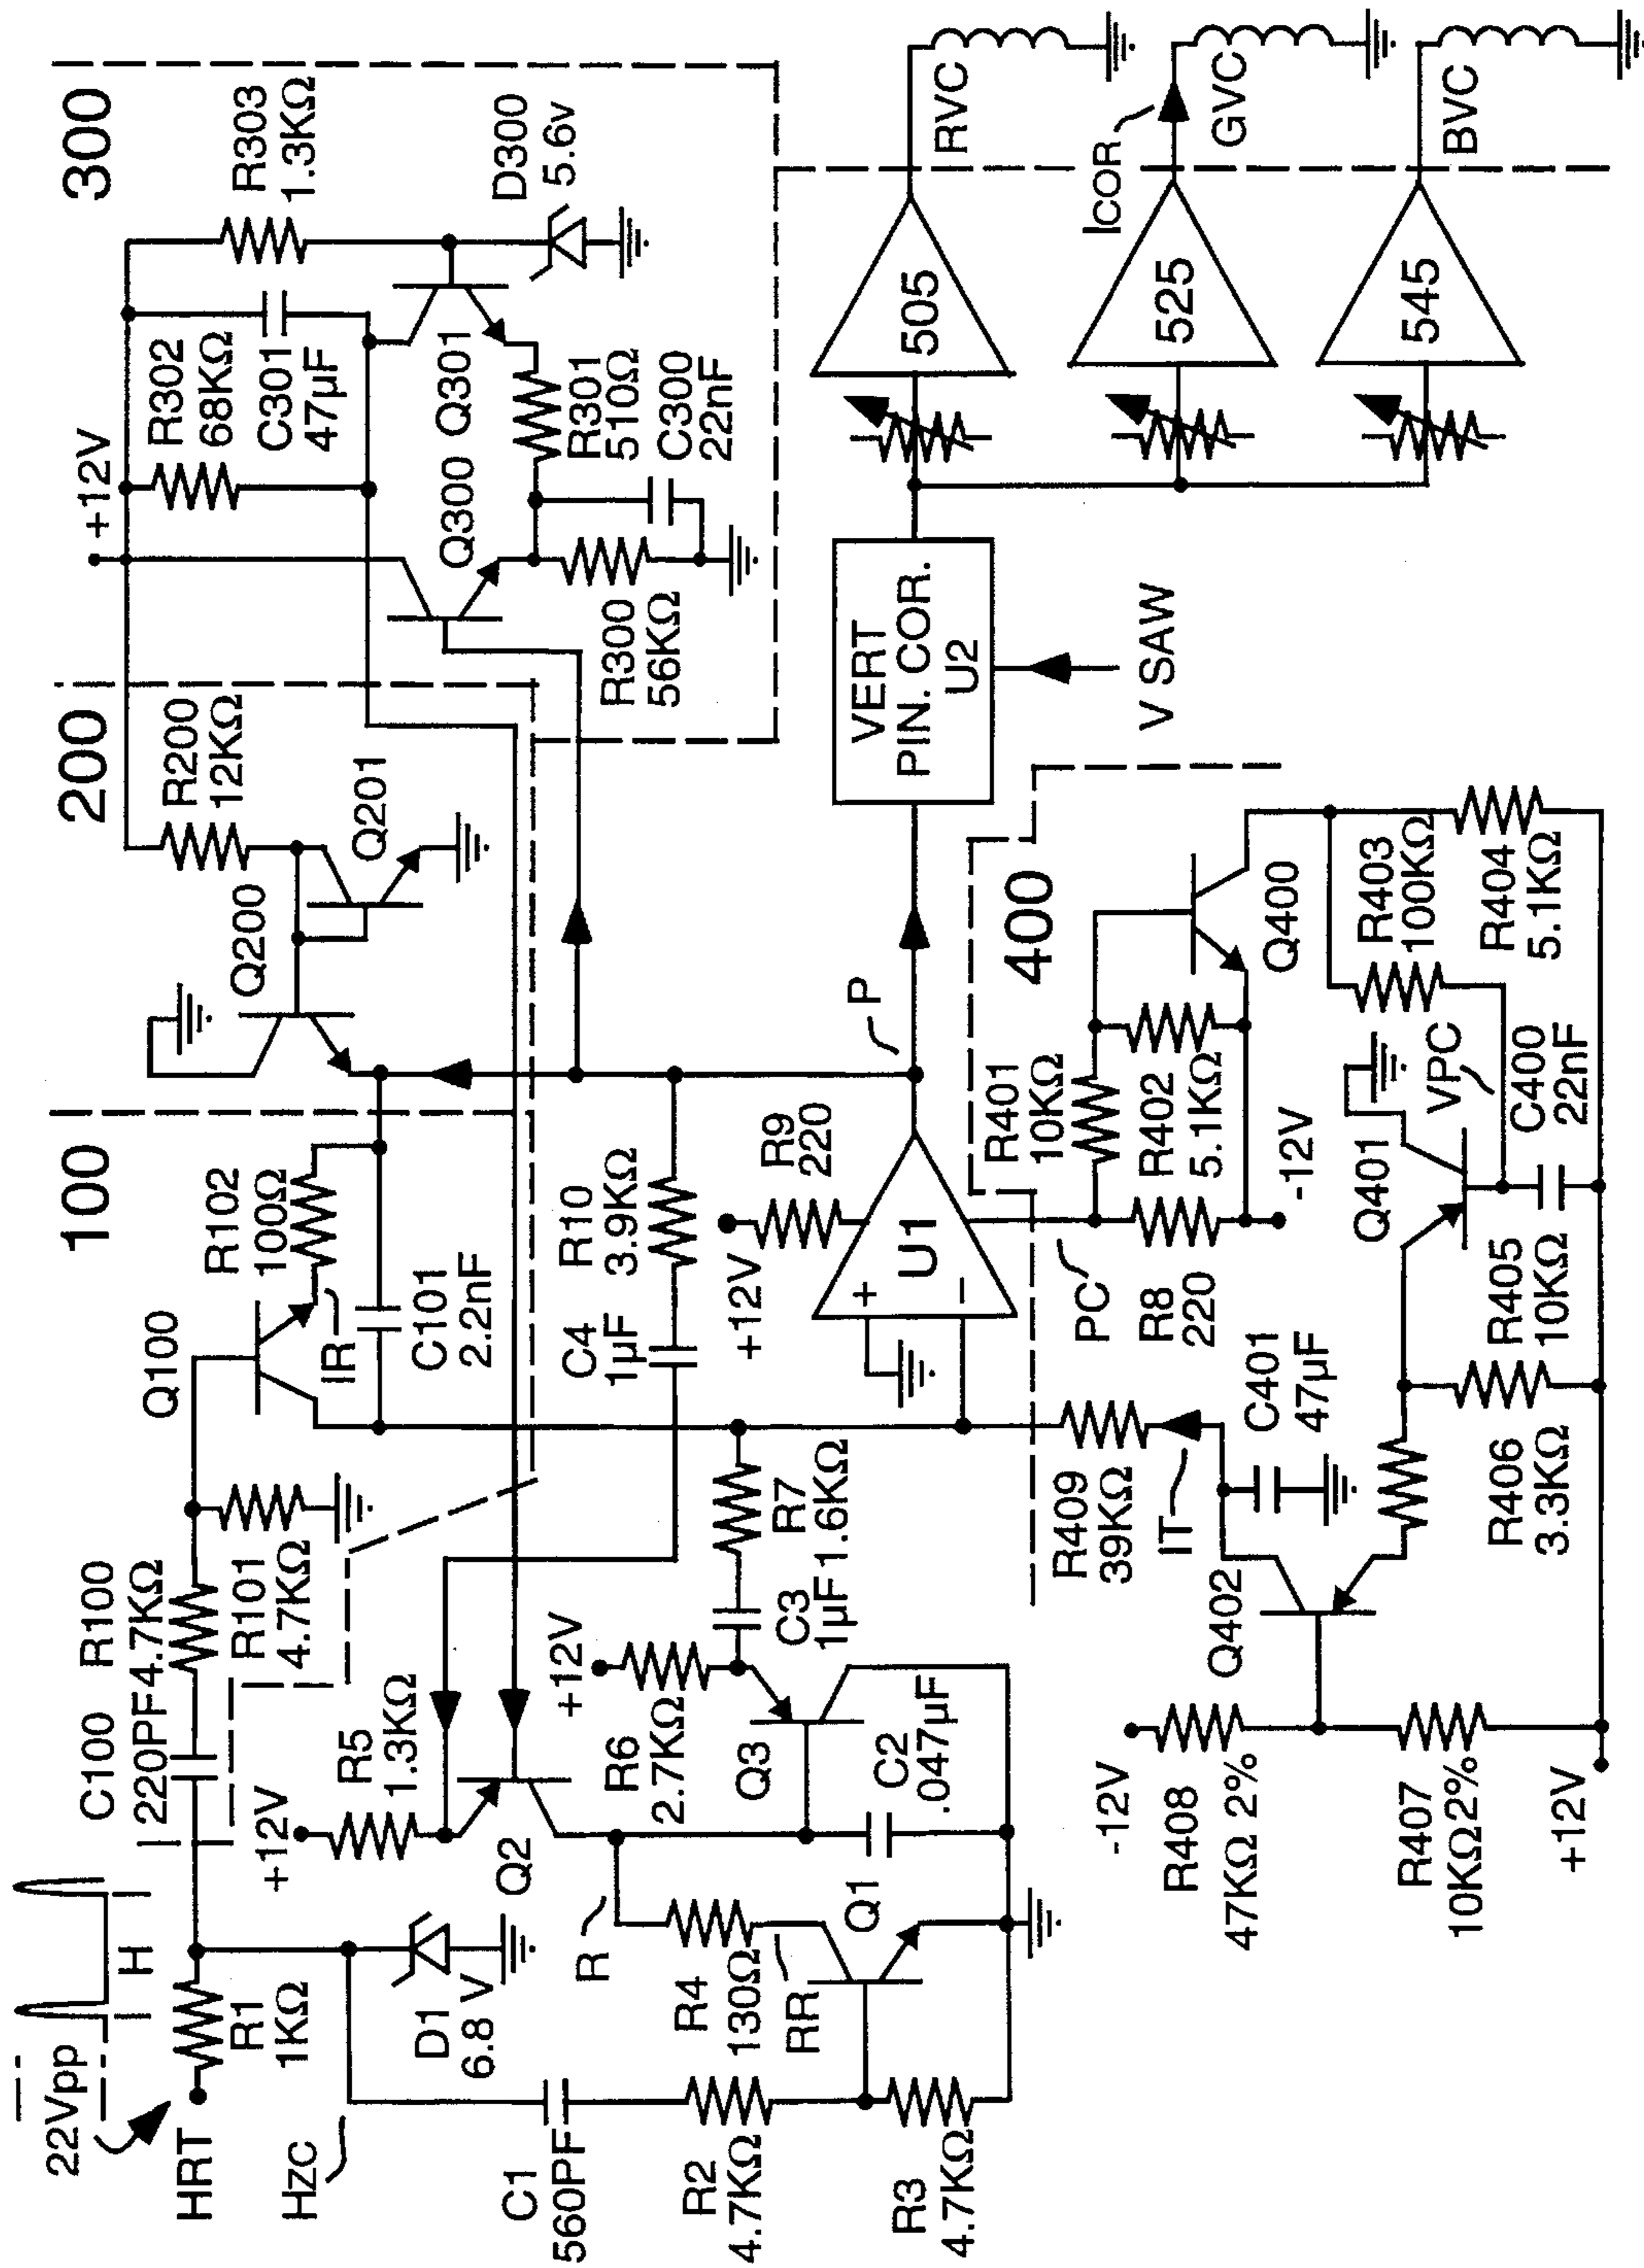 22Vpp
H
HRT
R1
1KΩ
HZC
D1
6.8 V
C1
560PF
R2
4.7KΩ
R3
4.7KΩ
R
R4
130Ω
RR
Q1
C2
.047µF
Q2
Q3
+12V
R5
1.3KΩ
+12V
R6
2.7KΩ
C3
1µF
R7
1.6KΩ
C100
220PF
R100
4.7KΩ
R101
4.7KΩ
Q100
100
R102
100Ω
IR
C101
2.2nF
C4
1µF
R10
3.9KΩ
+12V
R9
220
U1
+
−
P
PC
R8
220
-12V
200
R200
12KΩ
Q200
Q201
300
+12V
R302
68KΩ
C301
47µF
R303
1.3KΩ
D300
5.6v
Q300
Q301
R301
510Ω
C300
22nF
R300
56KΩ
VERT
PIN. COR.
U2
V SAW
505
525
545
ICOR
RVC
GVC
BVC
400
R401
10KΩ
R402
5.1KΩ
Q400
R403
100KΩ
R404
5.1KΩ
VPC
C400
22nF
Q401
R405
10KΩ
R406
3.3KΩ
C401
47µF
R409
39KΩ
IT
Q402
-12V
R408
47KΩ 2%
R407
10KΩ2%
+12V